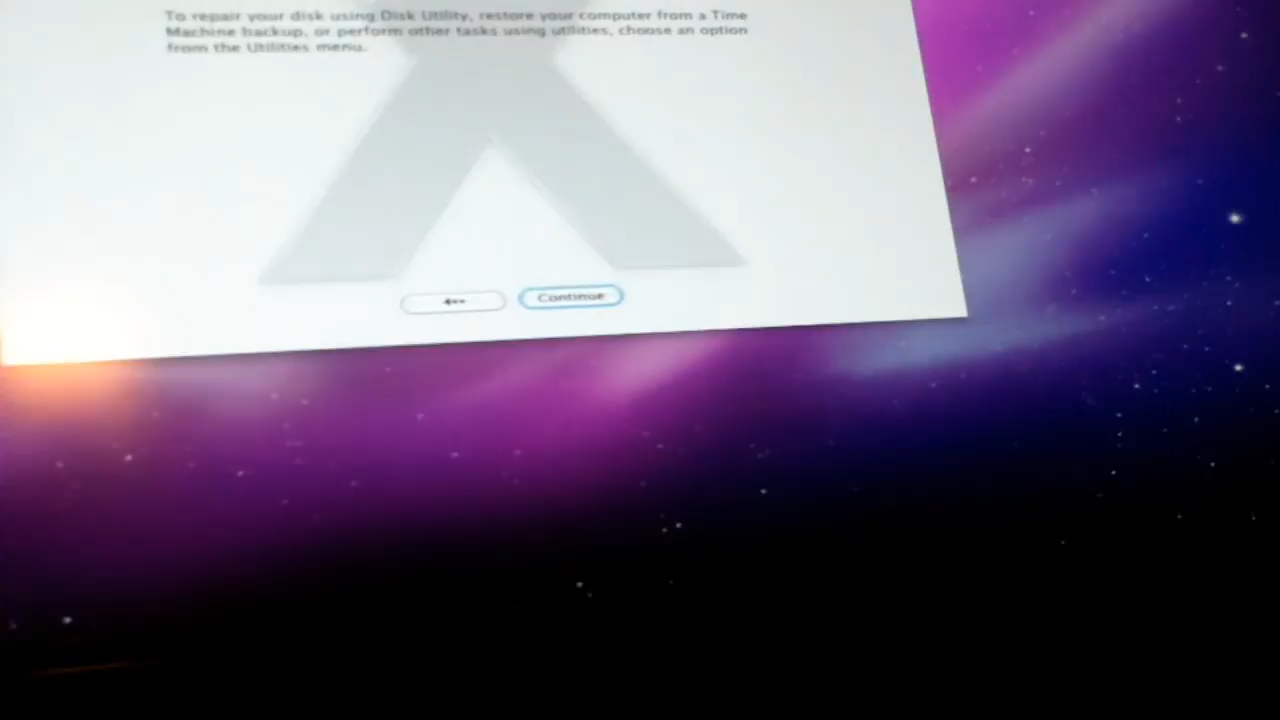 To repair your disk using Disk Utility, restore your computer from a Time
Machine backup, or perform other tasks using utilities, choose an option
from the Utilities menu.
Continue